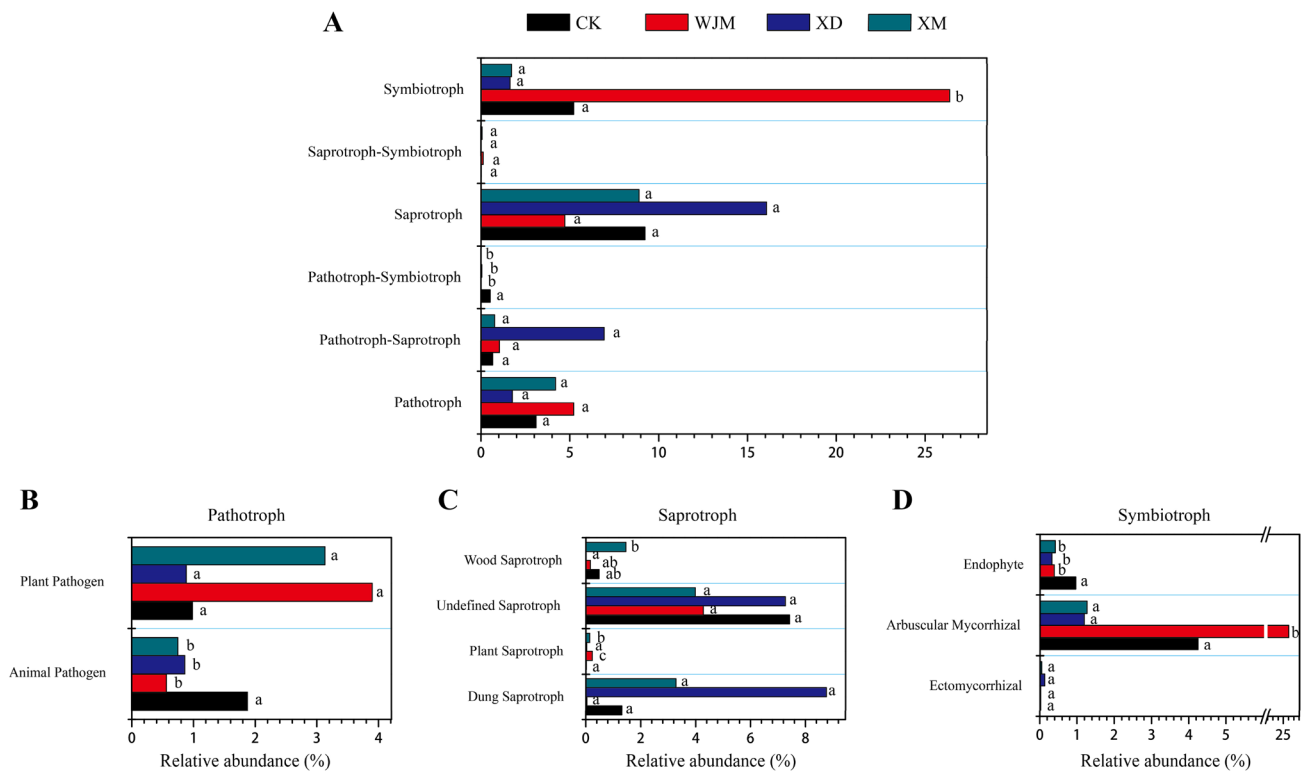 A
CK WJM XD XM
Symbiotroph
a
a
b
a
Saprotroph-Symbiotroph
a
a
a
a
Saprotroph
a
a
a
a
Pathotroph-Symbiotroph
b
b
b
a
Pathotroph-Saprotroph
a
a
a
a
Pathotroph
a
a
a
a
0 5 10 15 20 25
B
Pathotroph
Plant Pathogen
a
a
a
a
Animal Pathogen
b
b
b
a
0 1 2 3 4
Relative abundance (%)
C
Saprotroph
Wood Saprotroph
b
a
ab
ab
Undefined Saprotroph
a
a
a
a
Plant Saprotroph
b
a
c
a
Dung Saprotroph
a
a
a
a
0 2 4 6 8
Relative abundance (%)
D
Symbiotroph
Endophyte
b
b
b
a
Arbuscular Mycorrhizal
a
a
b
a
Ectomycorrhizal
a
a
a
a
0 1 2 3 4 5 6 25
Relative abundance (%)